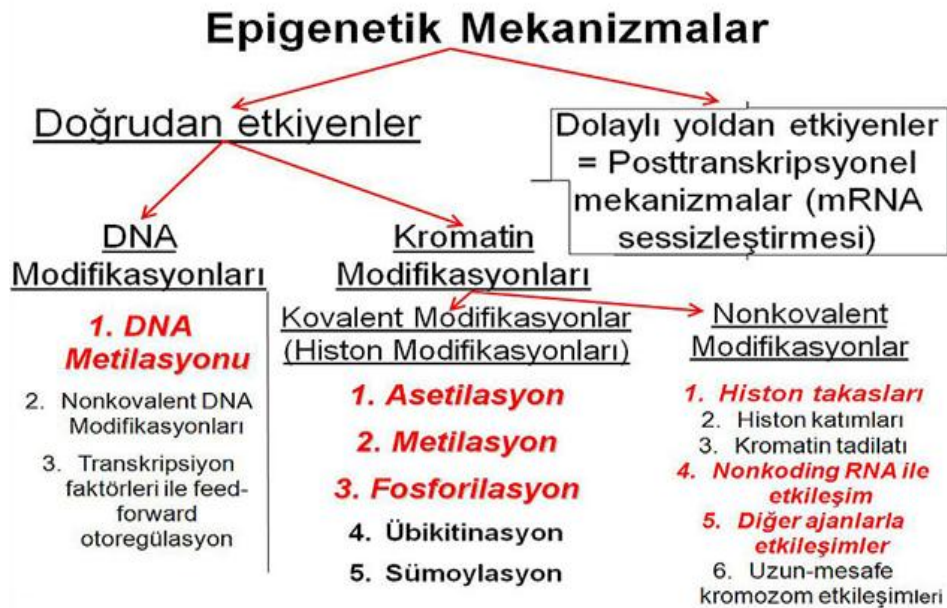 Epigenetik Mekanizmalar
Doğrudan etkiyenler
Dolaylı yoldan etkiyenler
= Posttranskripsyonel
mekanizmalar (mRNA
sessizleştirmesi)
DNA
Modifikasyonları
1. DNA
Metilasyonu
2. Nonkovalent DNA
Modifikasyonları
3. Transkripsiyon
faktörleri ile feed-
forward
otoregülasyon
Kromatin
Modifikasyonları
Kovalent Modifikasyonlar
(Histon Modifikasyonları)
1. Asetilasyon
2. Metilasyon
3. Fosforilasyon
4. Übikitinasyon
5. Sümoylasyon
Nonkovalent
Modifikasyonlar
1. Histon takasları
2. Histon katımları
3. Kromatin tadilatı
4. Nonkoding RNA ile
etkileşim
5. Diğer ajanlarla
etkileşimler
6. Uzun-mesafe
kromozom etkileşimleri